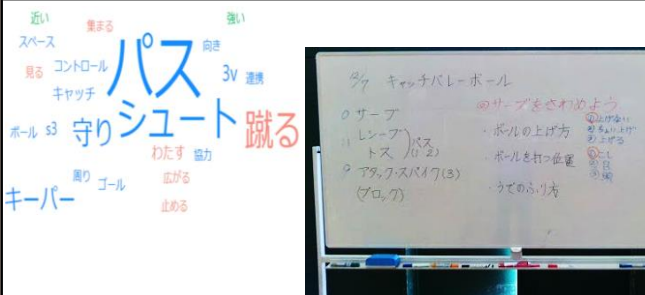 近い
強い
集まる
スペース
パス
向き
見る
コントロール
3v
連携
キャッチ
シュート
蹴る
ボール
s3
守り
わたす
協力
周り
ゴール
広がる
キーパー
止める
キャッチバレーボール
サーブ
レシーブ
トス
パス
アタック・スパイク(3)
(ブロック)
めサーブをきわめよう
・ボールの上げ方
・ボールを打つ位置
・うでのふり方